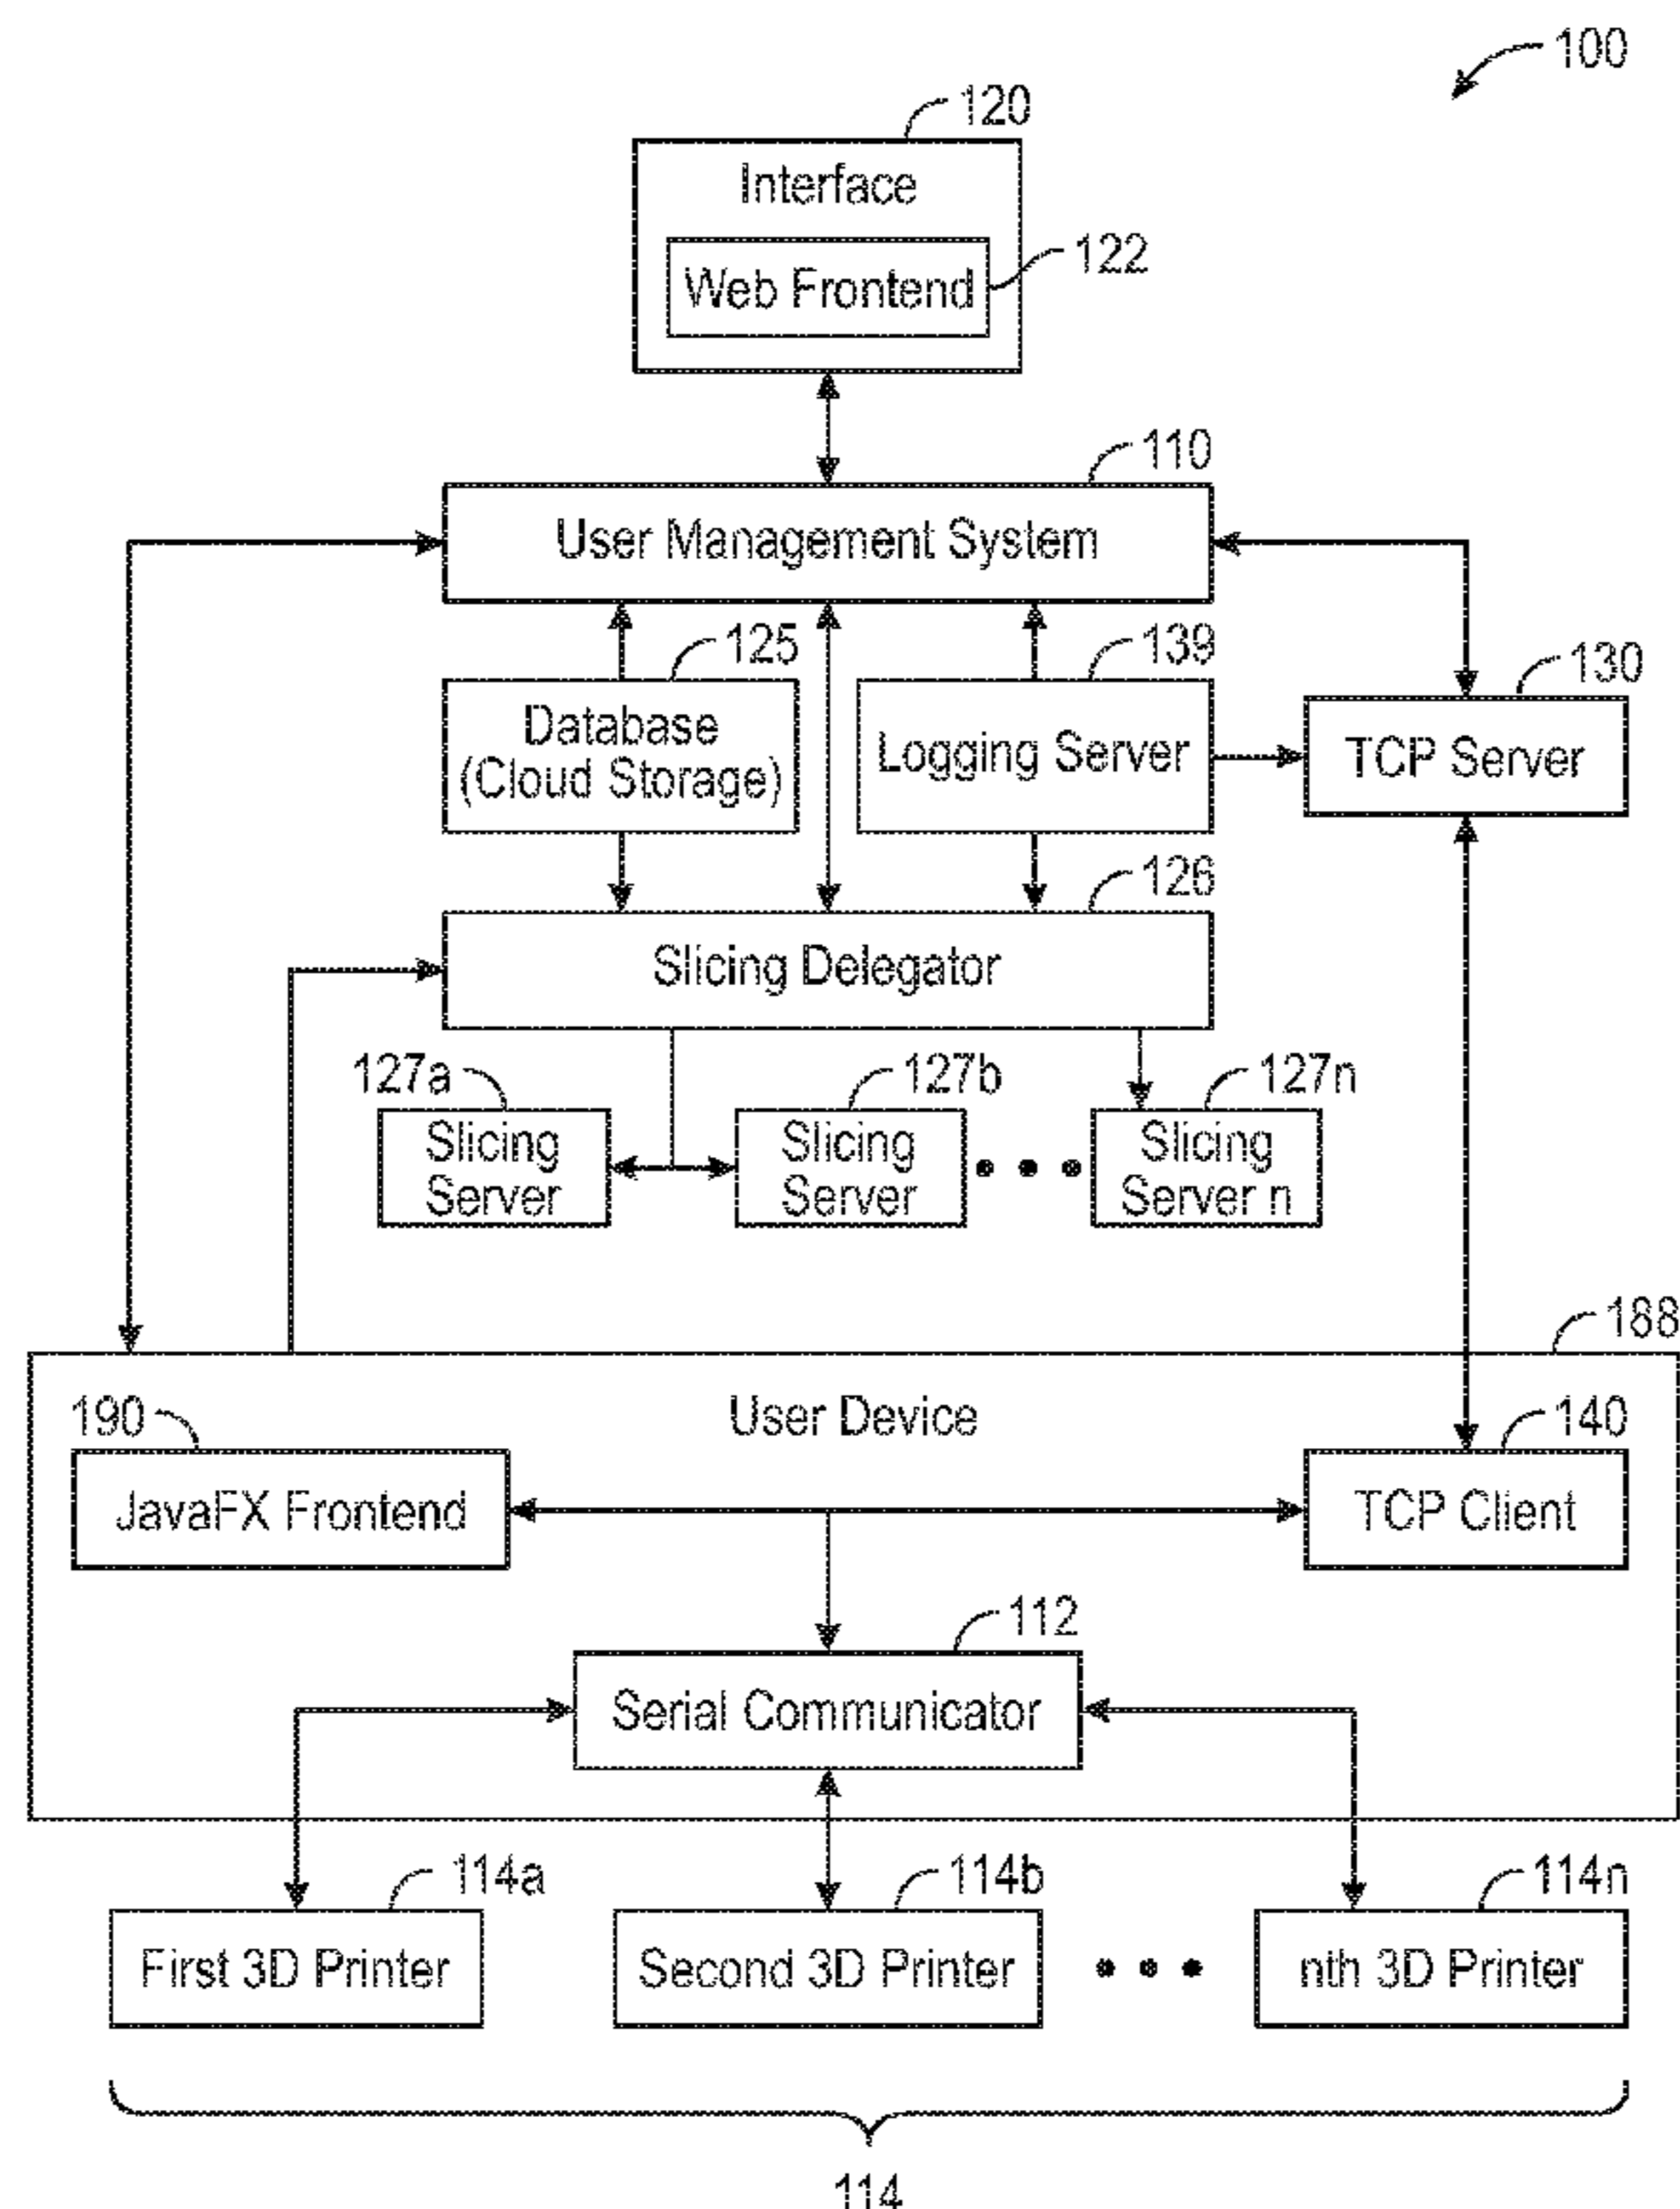 100
120
Interface
122
Web Frontend
110
User Management System
125
139
130
Database
(Cloud Storage)
Logging Server
TCP Server
126
Slicing Delegator
127a
127b
127n
Slicing
Server
Slicing
Server
Slicing
Server n
188
User Device
190
140
JavaFX Frontend
TCP Client
112
Serial Communicator
114a
114b
114n
First 3D Printer
Second 3D Printer
nth 3D Printer
114